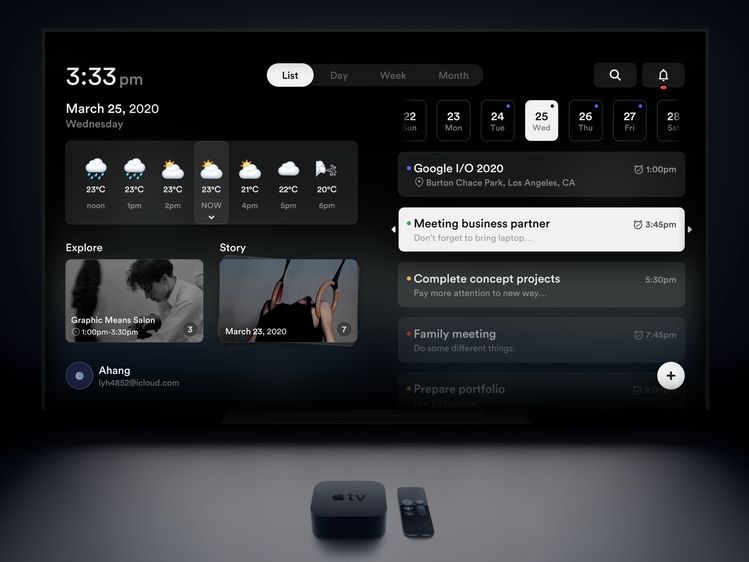 3:33 pm
List
Day
Week
Month
March 25, 2020
Wednesday
22
Sun
23
Mon
24
Tue
25
Wed
26
Thu
27
Fri
28
Sat
23°C
23°C
23°C
23°C
21°C
22°C
20°C
noon
1pm
2pm
NOW
4pm
5pm
6pm
Google I/O 2020
1:00pm
Burton Chace Park, Los Angeles, CA
Meeting business partner
3:45pm
Don't forget to bring laptop...
Complete concept projects
5:30pm
Pay more attention to new way...
Family meeting
7:45pm
Do some different things.
Prepare portfolio
9:00pm
Explore
Story
Graphic Means Salon
1:00pm-3:30pm
3
March 23, 2020
7
Ahang
lyh4852@icloud.com
+
tv